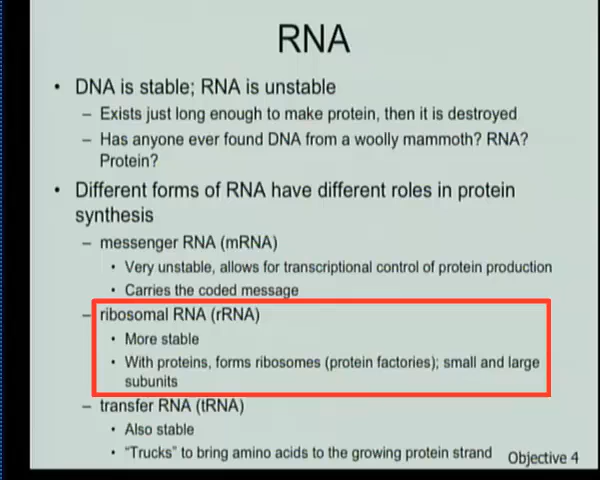 RNA
• DNA is stable; RNA is unstable
– Exists just long enough to make protein, then it is destroyed
– Has anyone ever found DNA from a woolly mammoth? RNA?
Protein?
• Different forms of RNA have different roles in protein
synthesis
– messenger RNA (mRNA)
• Very unstable, allows for transcriptional control of protein production
• Carries the coded message
– ribosomal RNA (rRNA)
• More stable
• With proteins, forms ribosomes (protein factories); small and large
subunits
– transfer RNA (tRNA)
• Also stable
• “Trucks” to bring amino acids to the growing protein strand
Objective 4